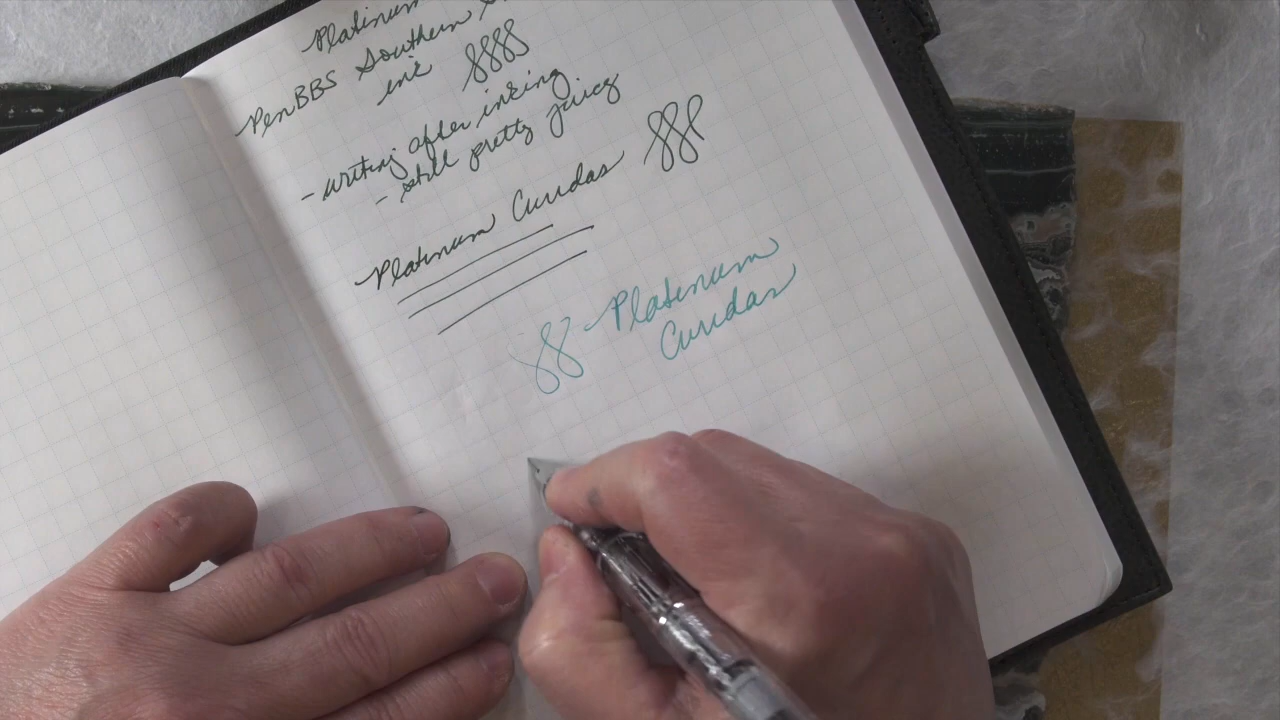 Platinum
PenBBS Southern
ink
- writing after inking
- still pretty juicy
Platinum Curidas
Platinum
Curidas